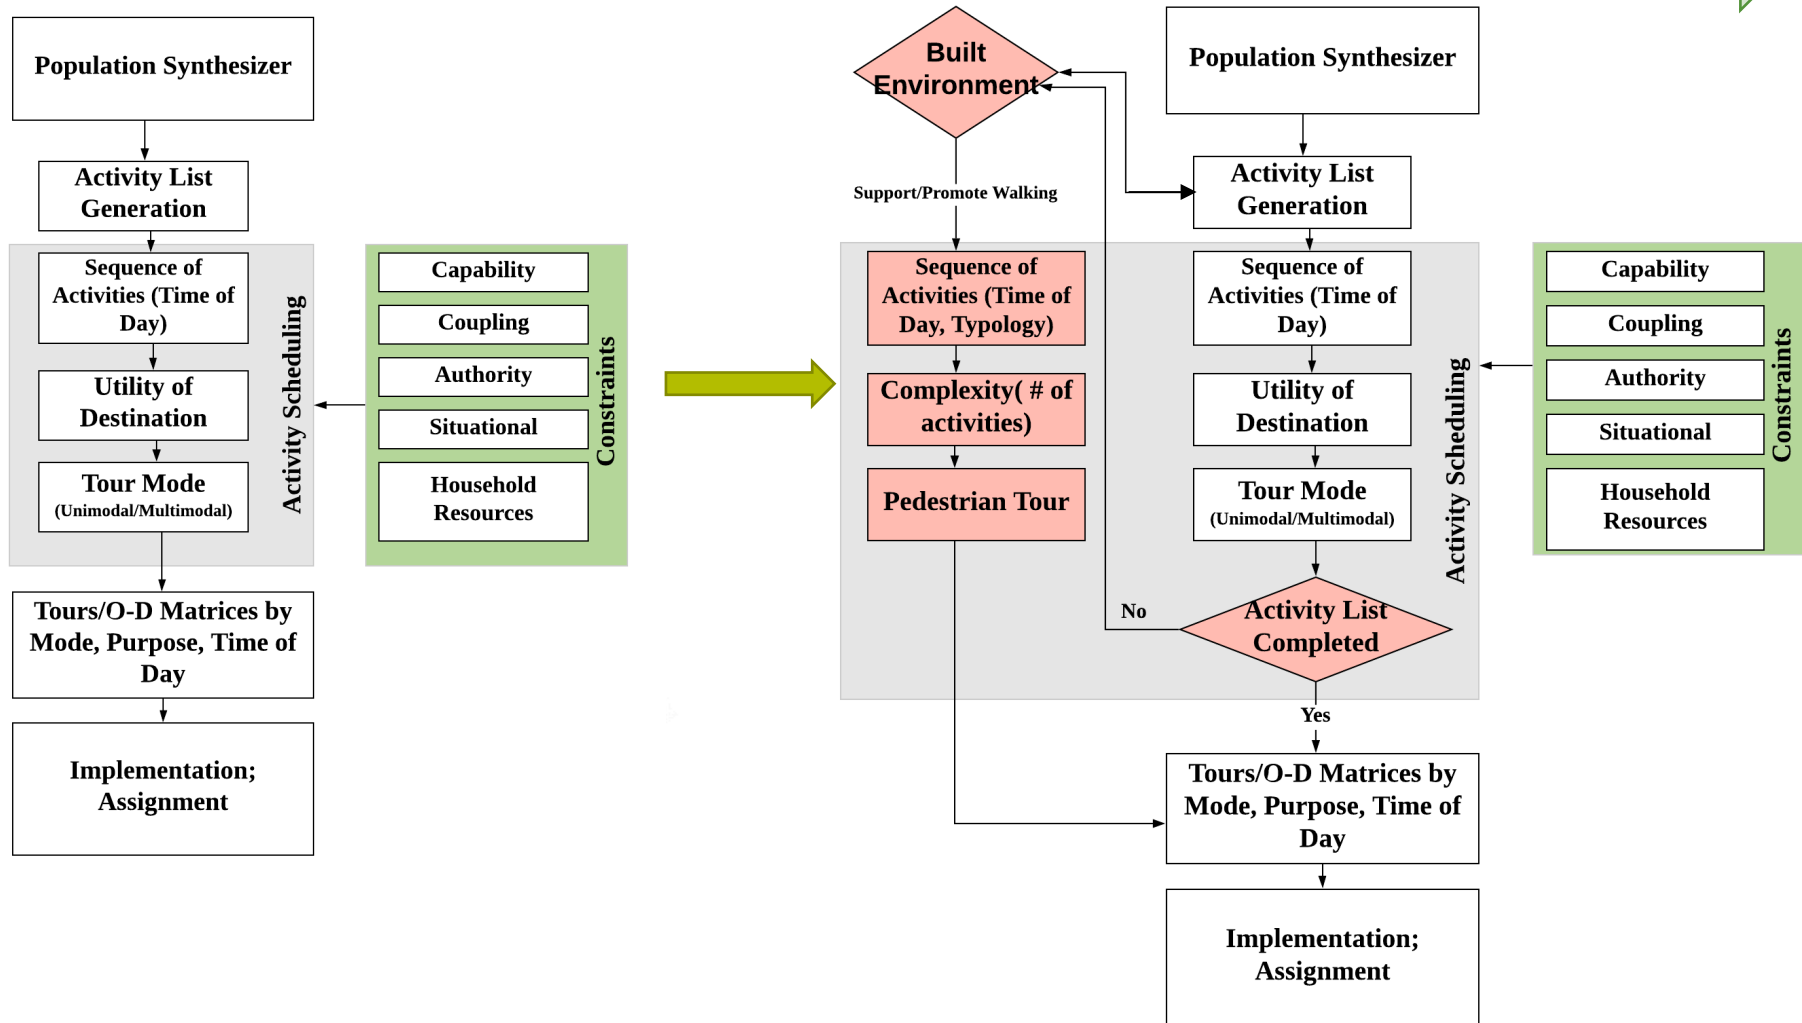 Population Synthesizer
Activity List
Generation
Sequence of
Activities (Time of
Day)
Utility of
Destination
Tour Mode
(Unimodal/Multimodal)
Activity Scheduling
Capability
Coupling
Authority
Situational
Household
Resources
Constraints
Tours/O-D Matrices by
Mode, Purpose, Time of
Day
Implementation;
Assignment
Built
Environment
Support/Promote Walking
Sequence of
Activities (Time of
Day, Typology)
Complexity( # of
activities)
Pedestrian Tour
Population Synthesizer
Activity List
Generation
Sequence of
Activities (Time of
Day)
Utility of
Destination
Tour Mode
(Unimodal/Multimodal)
Activity List
Completed
No
Yes
Activity Scheduling
Capability
Coupling
Authority
Situational
Household
Resources
Constraints
Tours/O-D Matrices by
Mode, Purpose, Time of
Day
Implementation;
Assignment